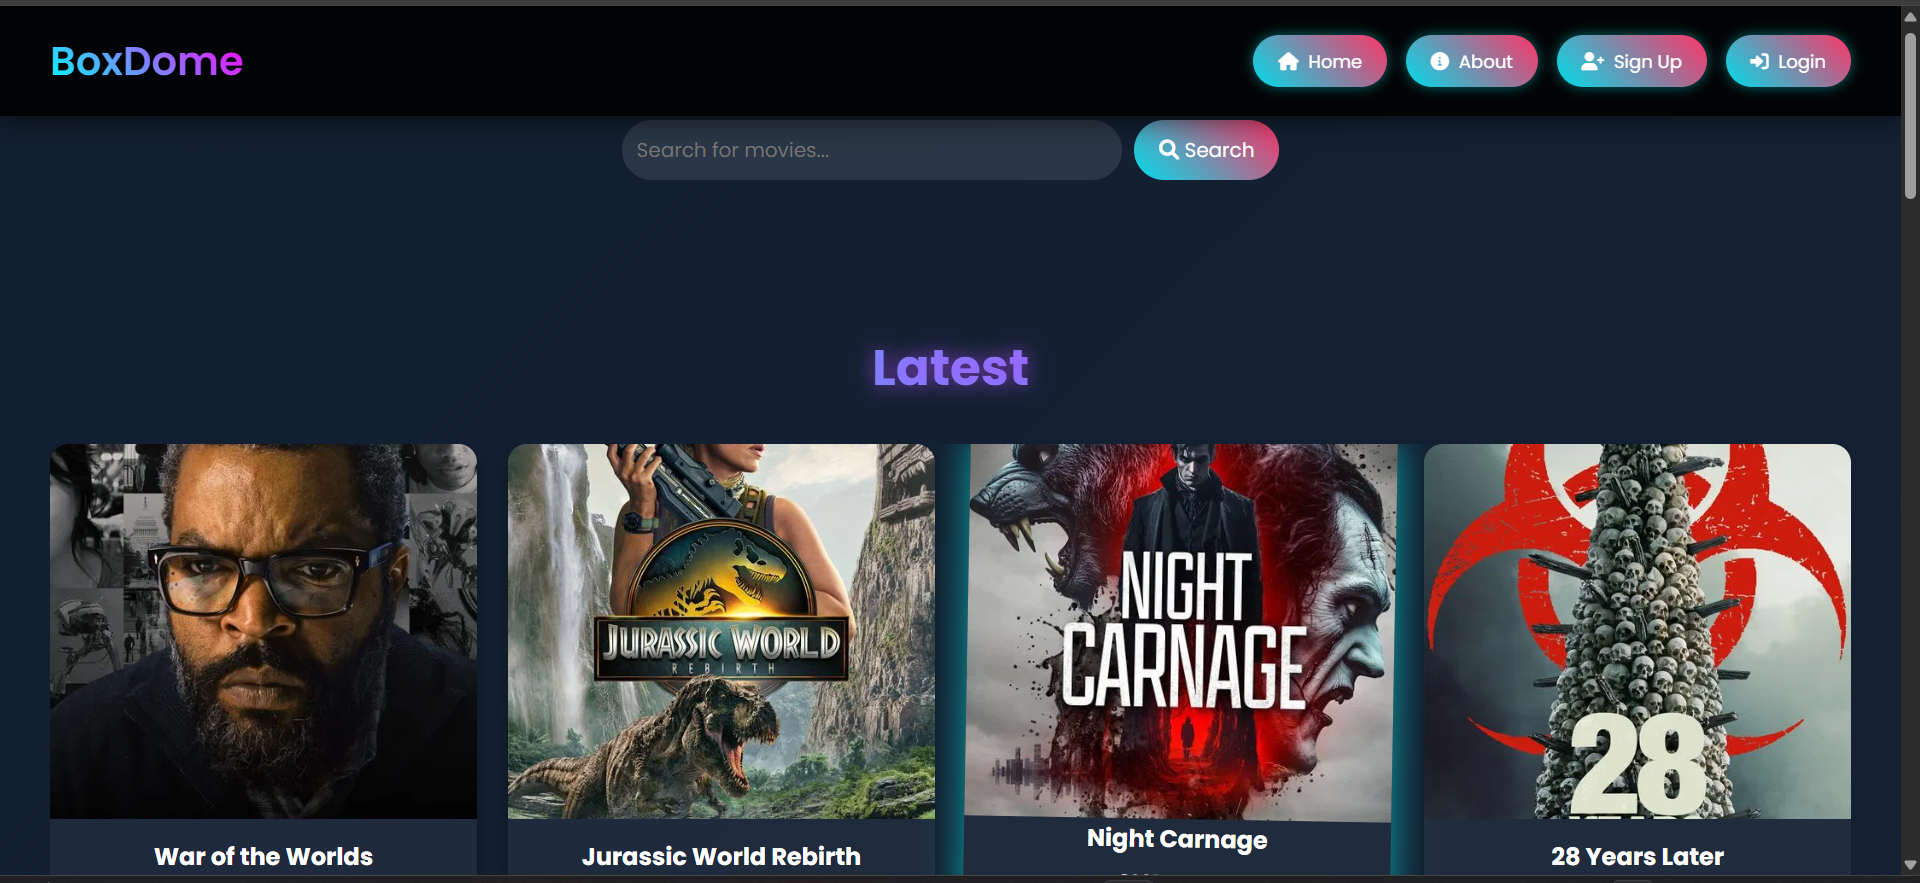 BoxDome
Home
About
Sign Up
Login
Search for movies...
Search
Latest
JURASSIC WORLD
REBIRTH
NIGHT
CARNAGE
28
War of the Worlds
Jurassic World Rebirth
Night Carnage
28 Years Later